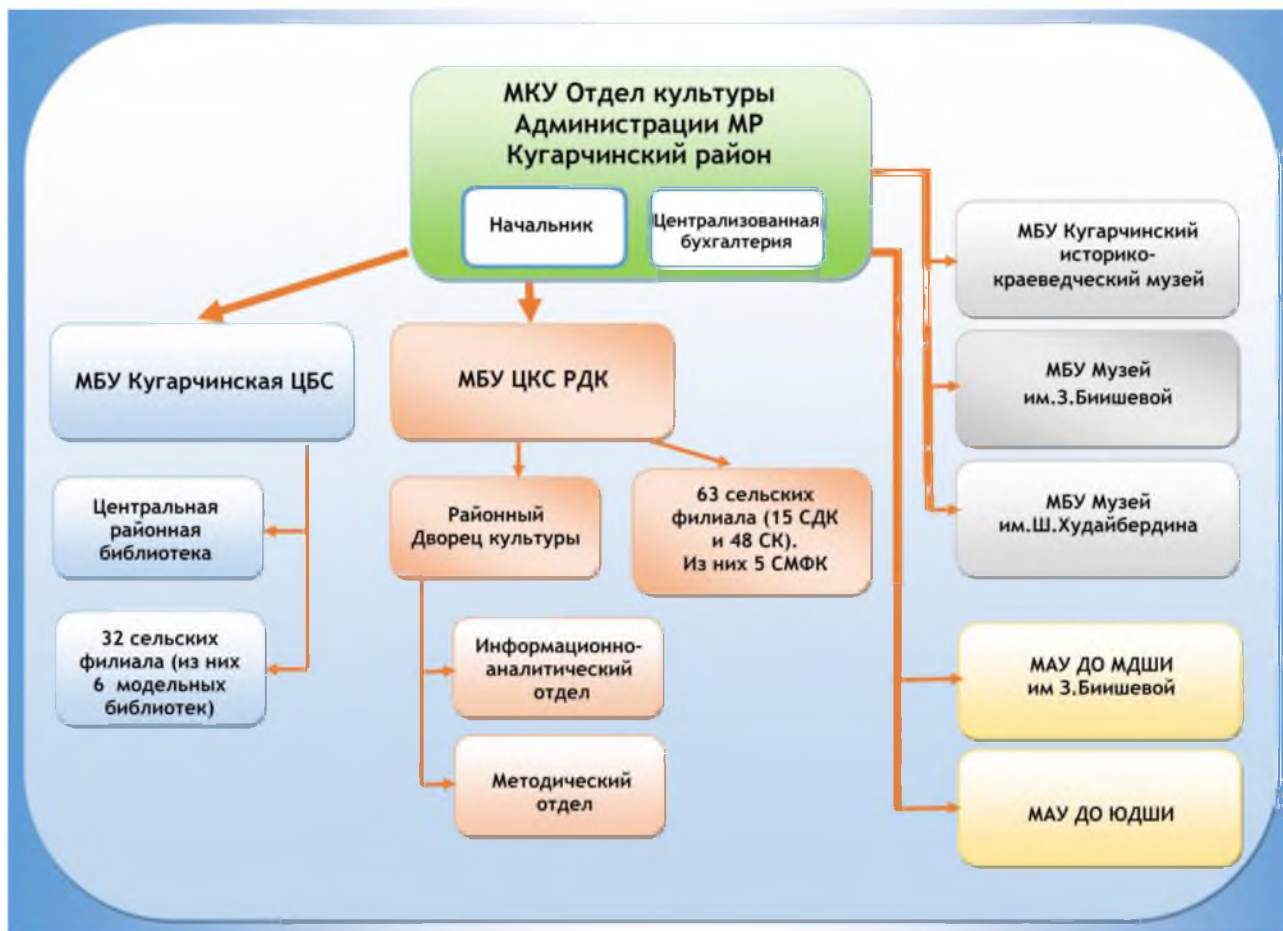 МКУ Отдел культуры
Администрации МР
Кугарчинский район
Начальник
Централизованная
бухгалтерия
МБУ Кугарчинская ЦБС
МБУ ЦКС РДК
МБУ Кугарчинский
историко-
краеведческий музей
МБУ Музей
им.З.Биишевой
МБУ Музей
им.Ш.Худайбердина
Центральная
районная
библиотека
Районный
Дворец культуры
63 сельских
филиала (15 СДК
и 48 СК).
Из них 5 СМФК
32 сельских
филиала (из них
6 модельных
библиотек)
Информационно-
аналитический
отдел
Методический
отдел
МАУ ДО МДШИ
им З.Биишевой
МАУ ДО ЮДШИ